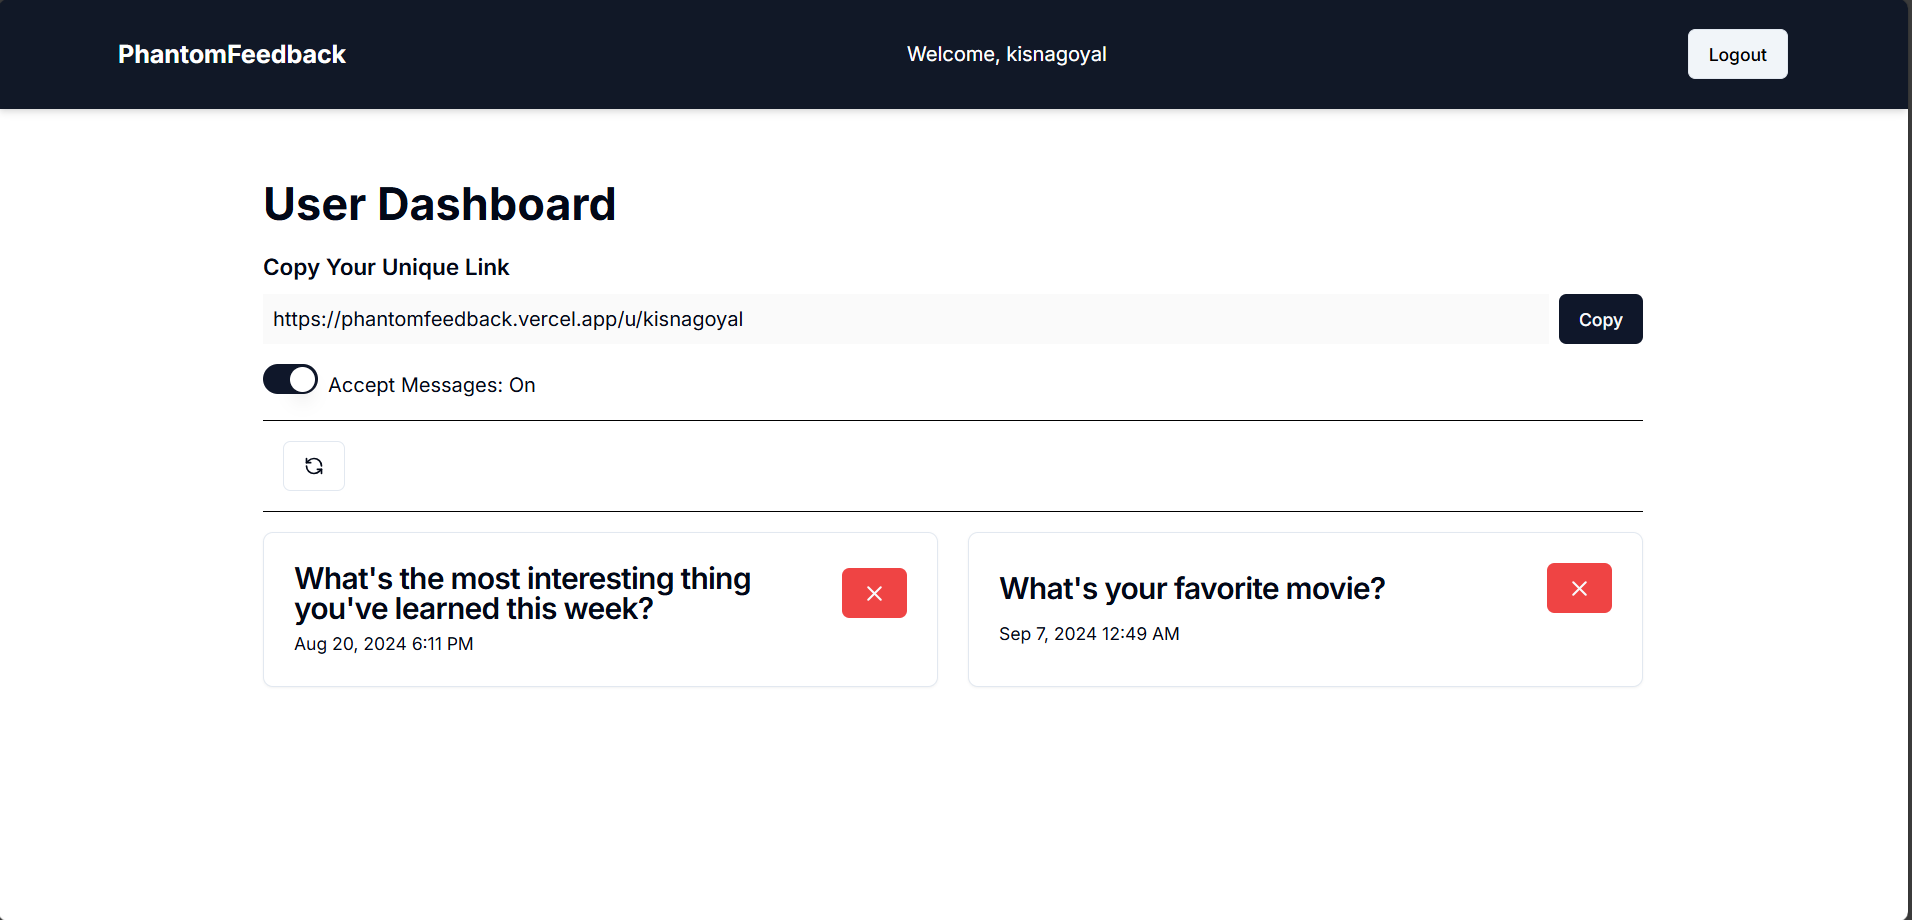 PhantomFeedback
Welcome, kisnagoyal
Logout
User Dashboard
Copy Your Unique Link
https://phantomfeedback.vercel.app/u/kisnagoyal
Copy
Accept Messages: On
What's the most interesting thing
you've learned this week?
Aug 20, 2024 6:11 PM
What's your favorite movie?
Sep 7, 2024 12:49 AM